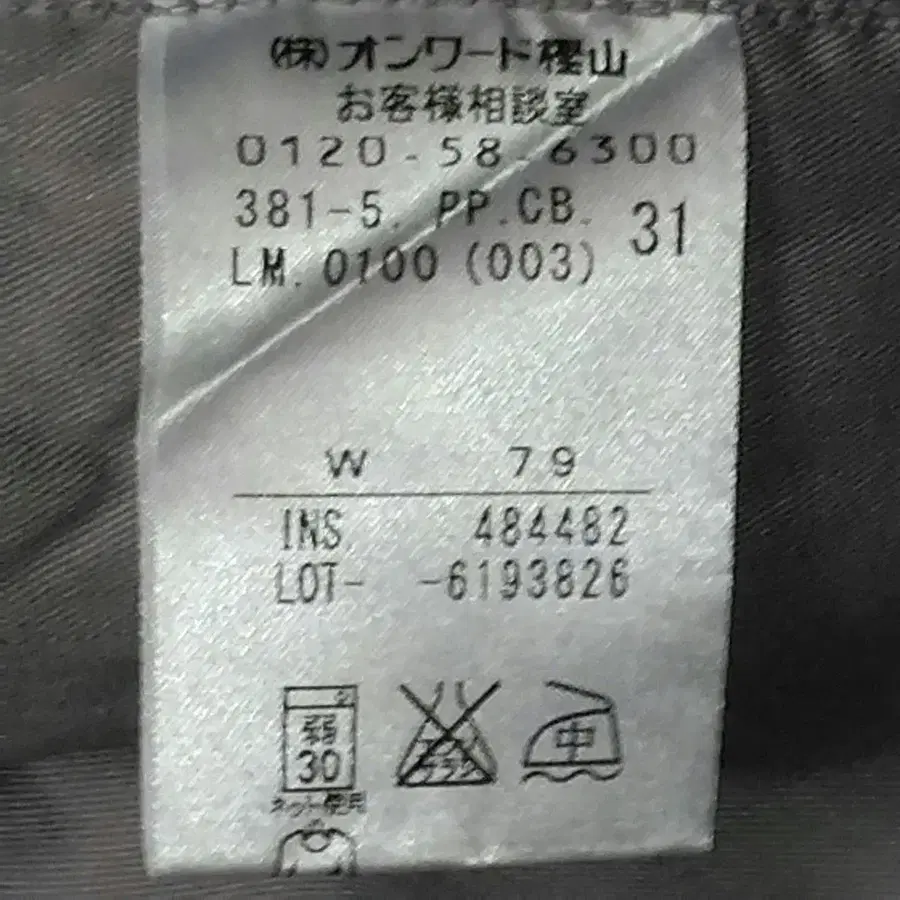 (株)オンワード樫山
お客様相談室
0120-58-6300
381-5. PP.CB. 31
LM. 0100 (003)
W 79
INS 484482
LOT- -6193826
弱 中
30
ネット使用